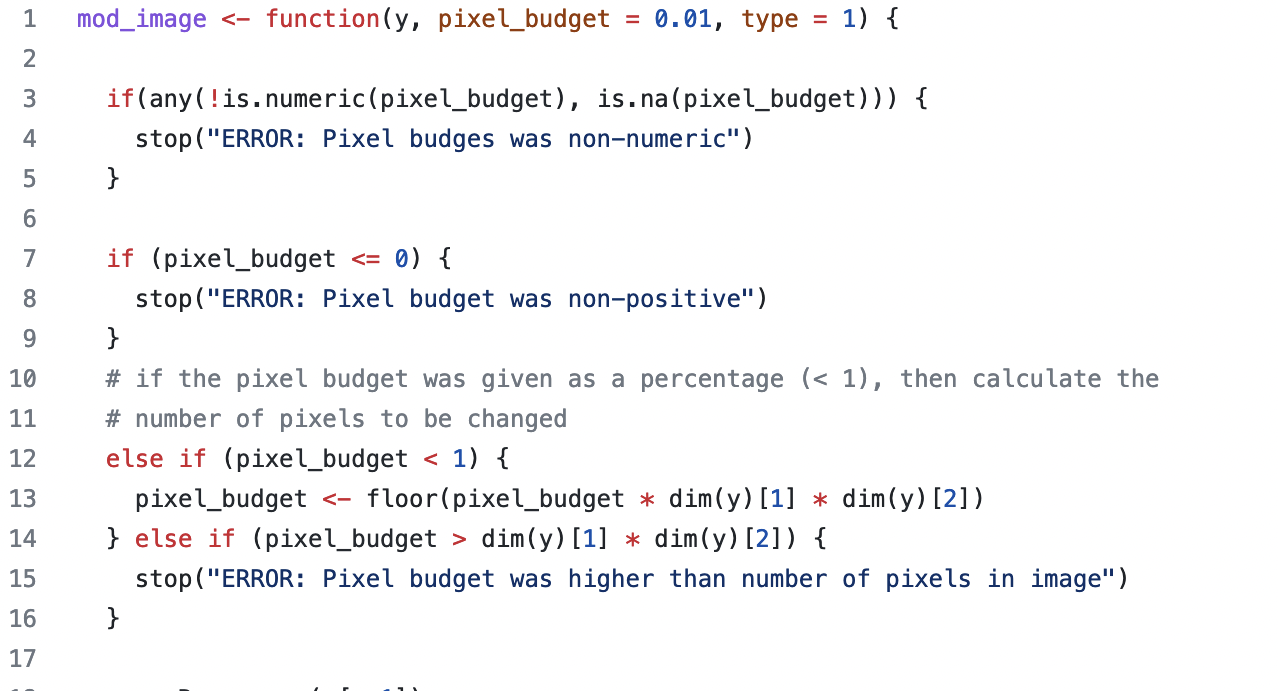 1 mod_image <- function(y, pixel_budget = 0.01, type = 1) {
2
3 if(any(!is.numeric(pixel_budget), is.na(pixel_budget))) {
4 stop("ERROR: Pixel budges was non-numeric")
5 }
6
7 if (pixel_budget <= 0) {
8 stop("ERROR: Pixel budget was non-positive")
9 }
10 # if the pixel budget was given as a percentage (< 1), then calculate the
11 # number of pixels to be changed
12 else if (pixel_budget < 1) {
13 pixel_budget <- floor(pixel_budget * dim(y)[1] * dim(y)[2])
14 } else if (pixel_budget > dim(y)[1] * dim(y)[2]) {
15 stop("ERROR: Pixel budget was higher than number of pixels in image")
16 }
17